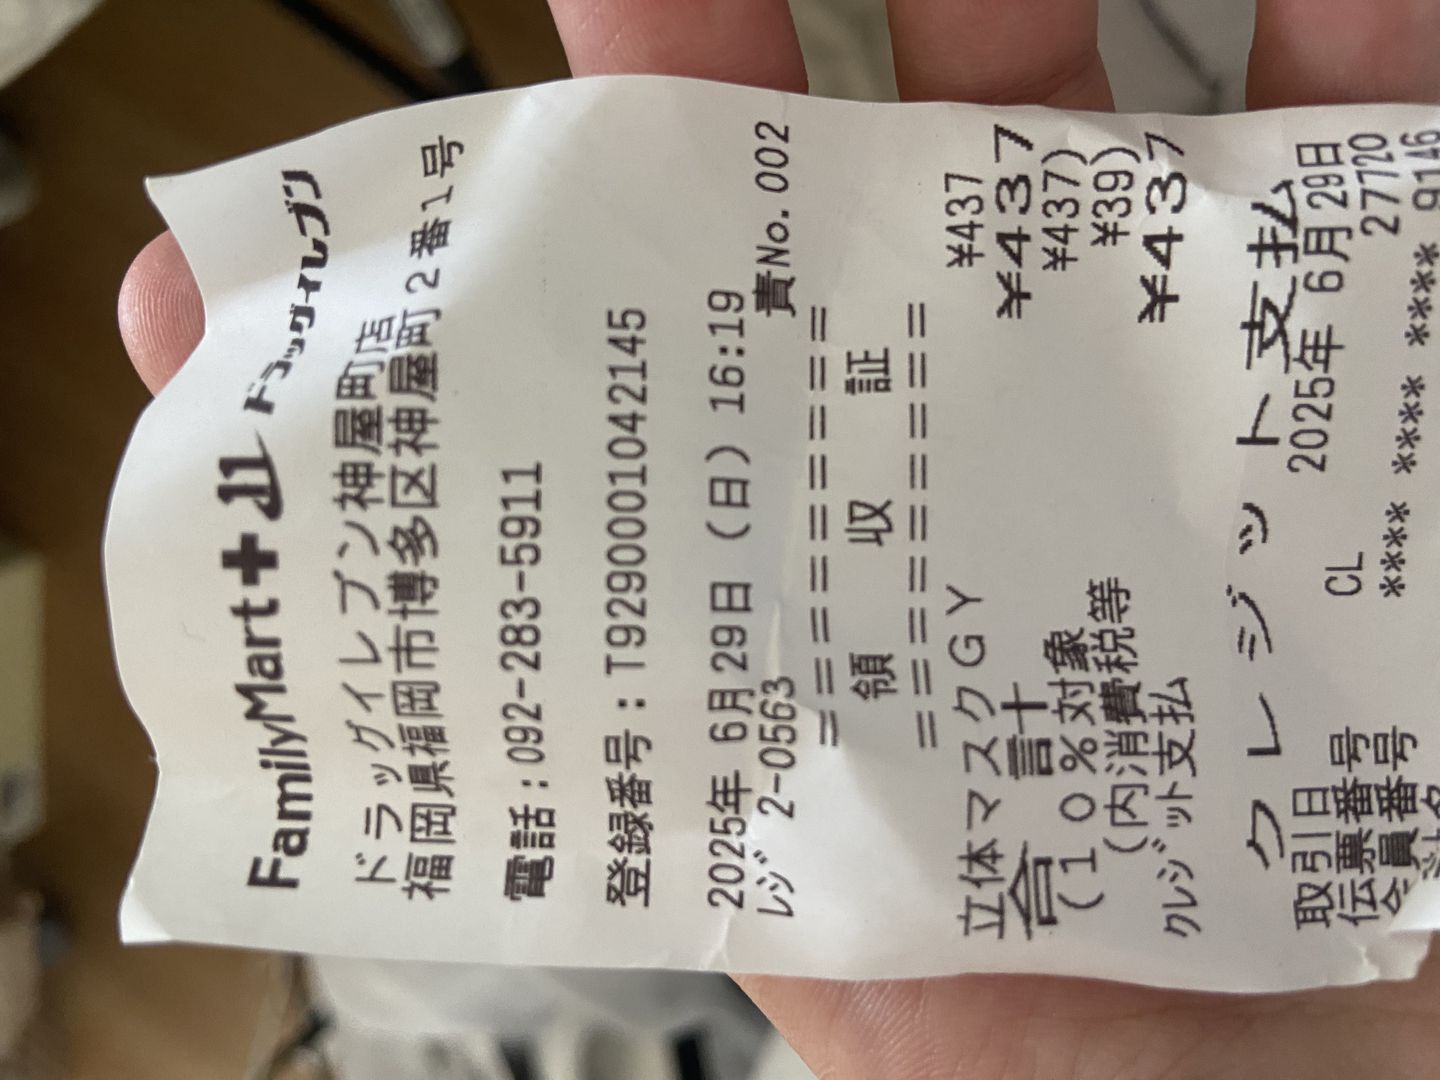 FamilyMart + ドラッグイレブン
ドラッグイレブン神屋町店
福岡県福岡市博多区神屋町2番1号
電話:092-283-5911
登録番号:T9290001042145
2025年 6月29日 (日) 16:19
レジ 2-0563 責No.002
====================
領 収 証
====================
立体マスクGY ¥437
合 計 ¥437
(10%対象 ¥437)
(内消費税等 ¥39)
クレジット支払 ¥437
クレジット支払
取引日 2025年 6月29日
伝票番号 CL 27720
会員番号 **** **** **** 9146